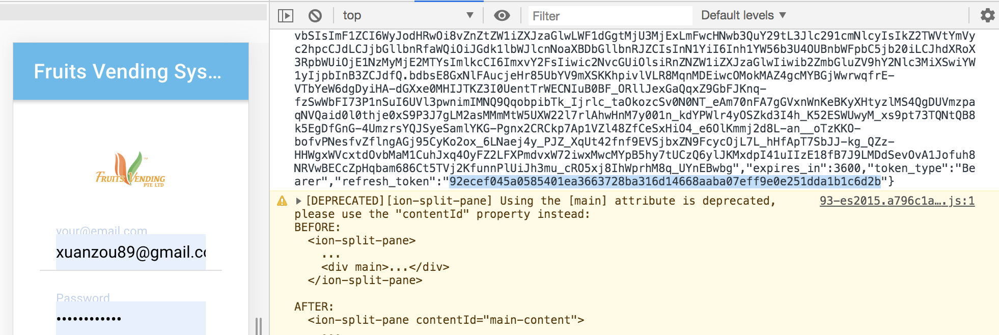 top
Filter
Default levels
Fruits Vending Sys...
FRUITS VENDING
PTE LTD
your@email.com
xuanzou89@gmail.co
Password
vbSIsImF1ZCI6WyJodHRwOi8vZnZtZW1iZXJzaGlwLWF1dGgtMjU3MjExLmFwcHNwb3QuY29tL3Jlc291cmNlcyIsIkZ2TWVtYmVy
c2hpcCJdLCJjbGllbnRfaWQiOiJGdk1lbWJlcnNoaXBDbGllbnRJZCIsInN1YiI6Inh1YW56b3U4OUBnbWFpbC5jb20iLCJhdXRoX
3RpbWUiOjE1NzMyMjE2MTYsImlkcCI6ImxvY2FsIiwic2NvcGUiOlsiRnZNZW1iZXJzaGlwIiwib2ZmbGluZV9hY2Nlc3MiXSwiYW
1yIjpbInB3ZCJdfQ.bdbsE8GxNlFAucjeHr85UbYV9mXSKKhpivlVLR8MqnMDEiwcOMokMAZ4gcMYBGjWwrwqfrE-
VTbYeW6dgDyiHA-dGXxe0MHIJTKZ3I0UentTrWECNIuB0BF_ORllJexGaQqxZ9GbFJKnq-
fzSwWbFI73P1nSuI6UVl3pwnimIMNQ9QqobpibTk_Ijrlc_taOkozcSv0N0NT_eAm70nFA7gGVxnWnKeBKyXHtyzlMS4QgDUVmzpa
qNVQaid0l0thje0xS9P3J7gLM2asMMmMtW5UXW22l7rlAhwHnM7y001n_kdYPWlr4yOSZkd3I4h_K52ESWUwyM_xs9pt73TQNtQB8
k5EgDfGnG-4UmzrsYQJSyeSamlYKG-Pgnx2CRCkp7Ap1VZl48ZfCeSxHiO4_e6OlKmmj2d8L-an__oTzKKO-
bofvPNesfvZflngAGj95CyKo2ox_6LNaej4y_PJZ_XqUt42fnf9EVSjbxZN9FcycOjL7L_hHfApT7SbJJ-kg_QZz-
HHWgxWVcxtdOvbMaM1CuhJxq4OyFZ2LFXPmdvxW72iwxMwcMYpB5hy7tUCzQ6ylJKMxdpI41uIIzE18fB7J9LMDdSevOvA1Jofuh8
NRVwBECcZpHqbam686Ct5TVj2KfunnPlUiJh3mu_cRO5xj8IhWprhM8q_UYnEBwbg","expires_in":3600,"token_type":"Be
arer","refresh_token":"92ecef045a0585401ea3663728ba316d14668aaba07eff9e0e251dda1b1c6d2b"}
[DEPRECATED][ion-split-pane] Using the [main] attribute is deprecated, 93-es2015.a796c1a….js:1
please use the "contentId" property instead:
BEFORE:
<ion-split-pane>
...
<div main>...</div>
</ion-split-pane>
AFTER:
<ion-split-pane contentId="main-content">
...